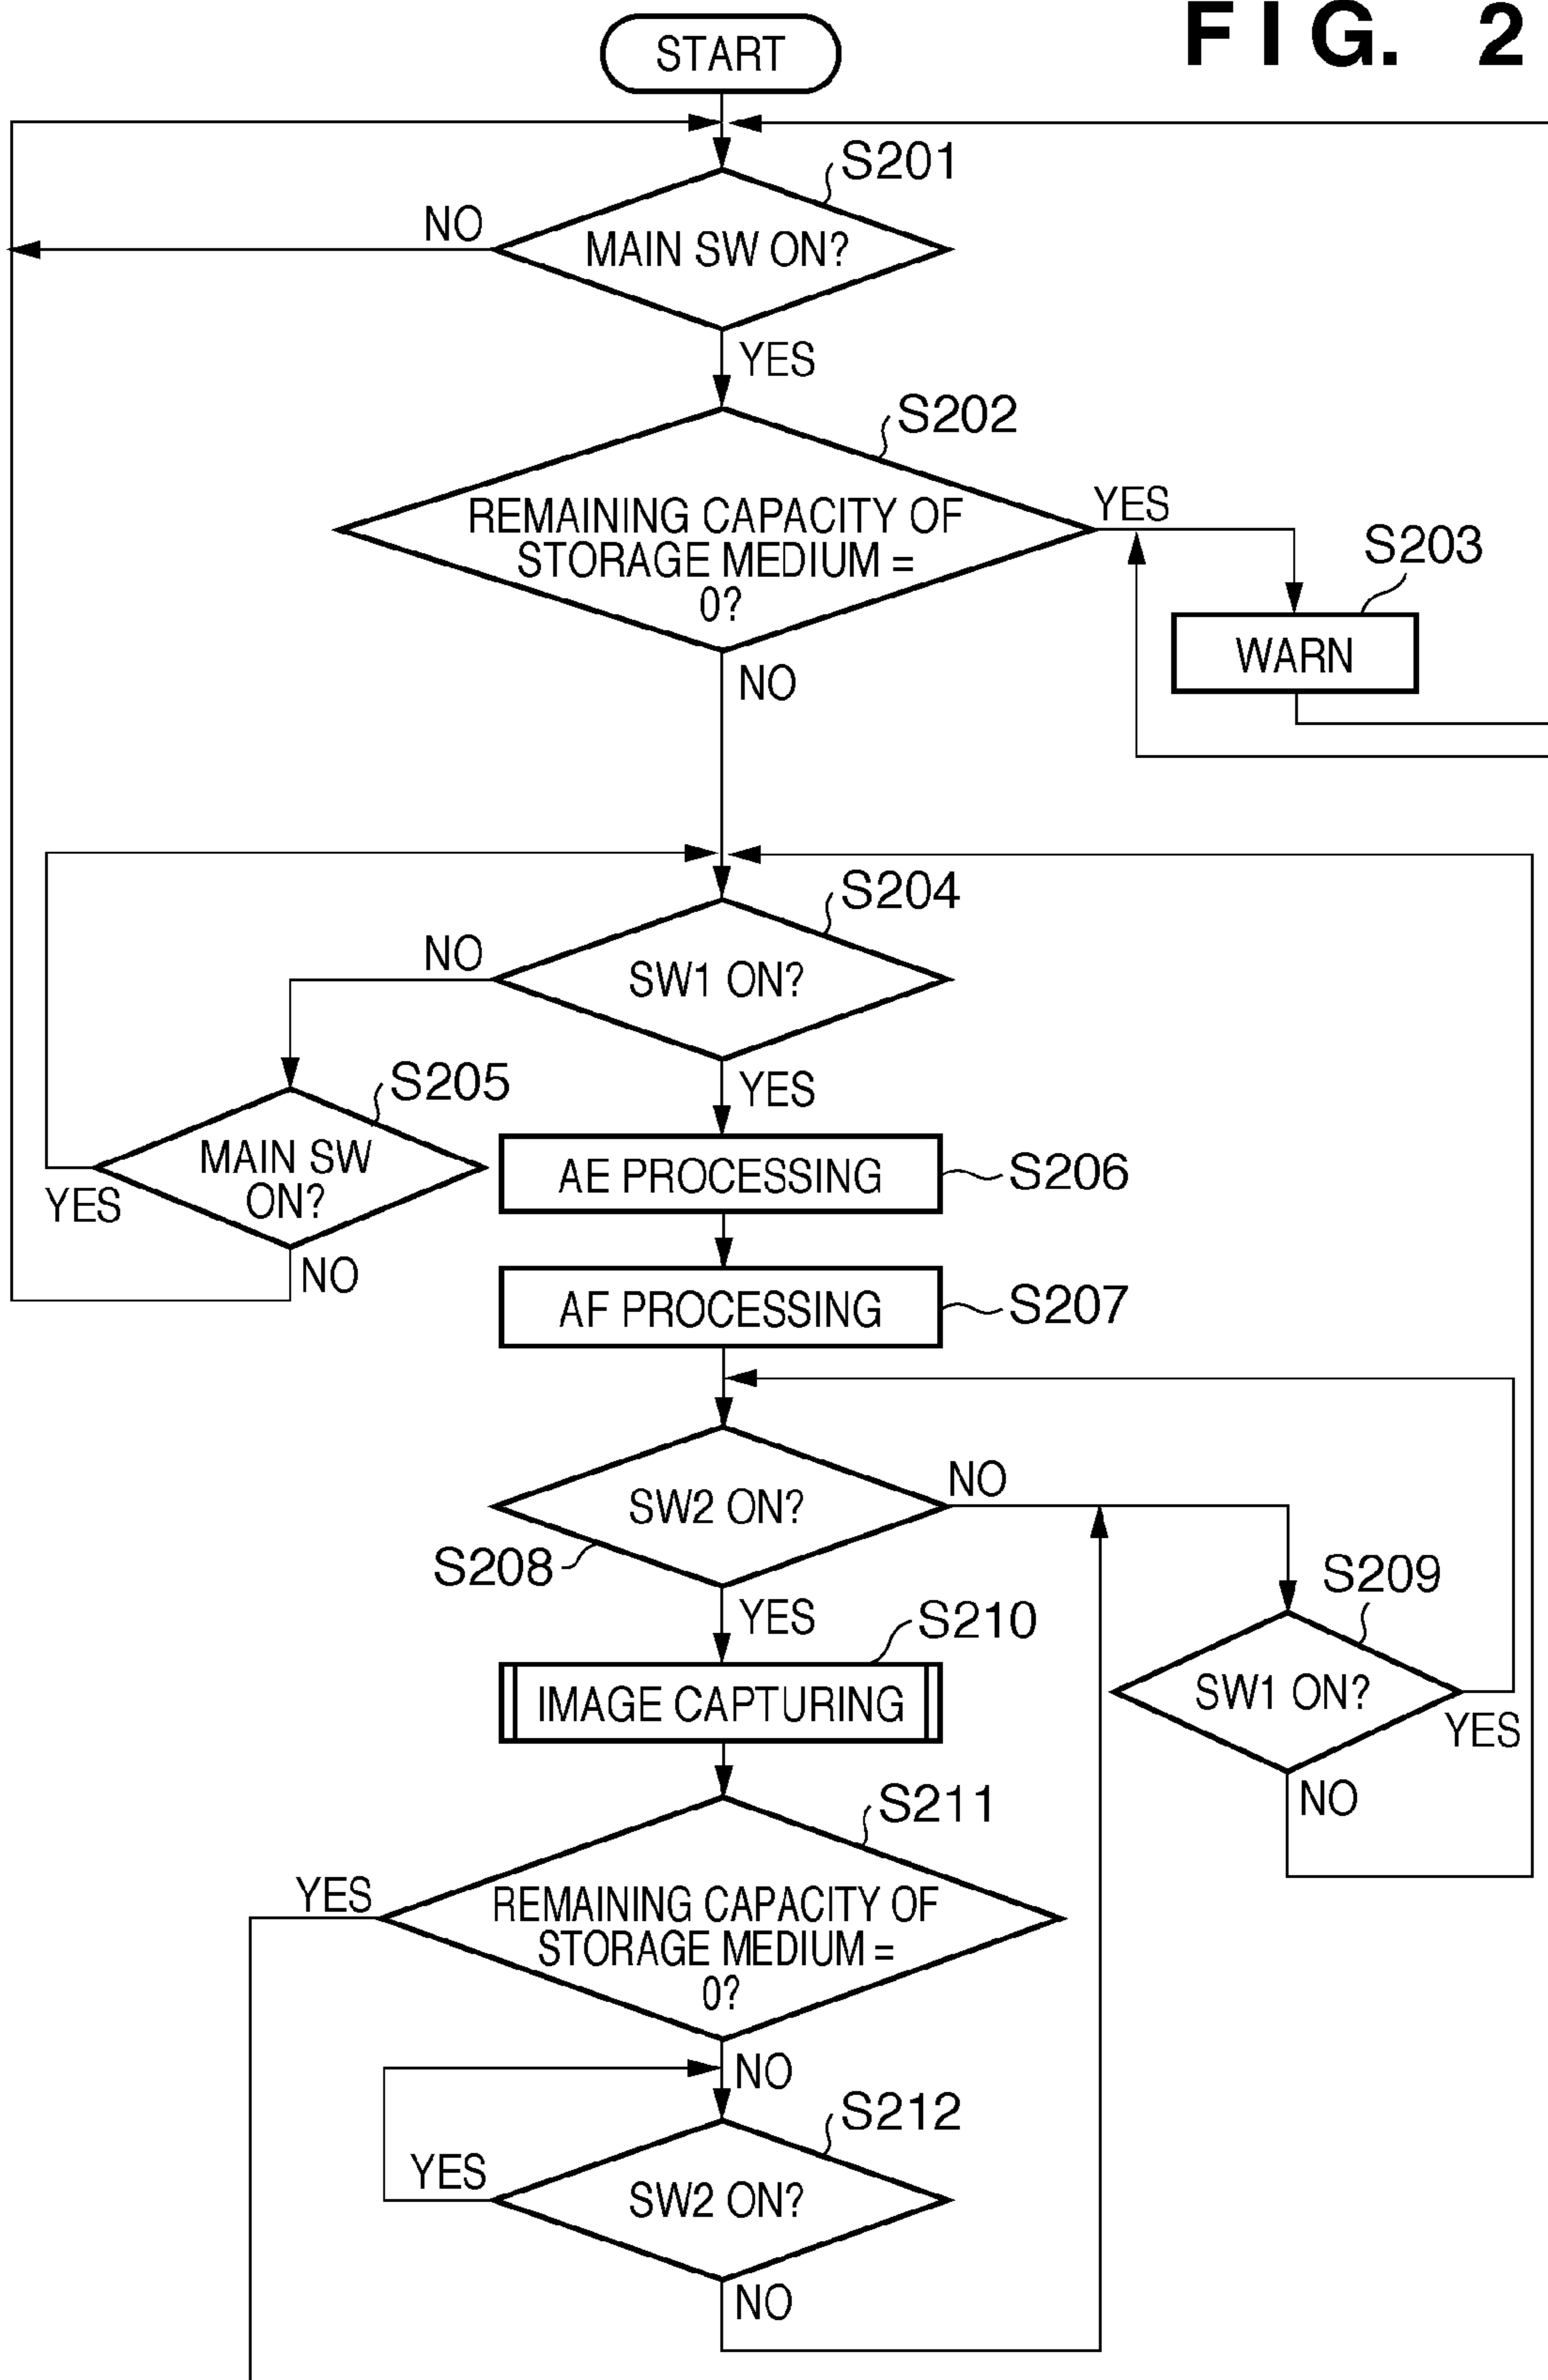 FIG. 2
START
S201
NO
MAIN SW ON?
YES
S202
REMAINING CAPACITY OF
STORAGE MEDIUM =
0?
YES
S203
WARN
NO
S204
NO
SW1 ON?
YES
S205
MAIN SW
ON?
YES
NO
AE PROCESSING
S206
AF PROCESSING
S207
SW2 ON?
NO
S208
YES
S209
SW1 ON?
YES
NO
S210
IMAGE CAPTURING
S211
YES
REMAINING CAPACITY OF
STORAGE MEDIUM =
0?
NO
S212
YES
SW2 ON?
NO